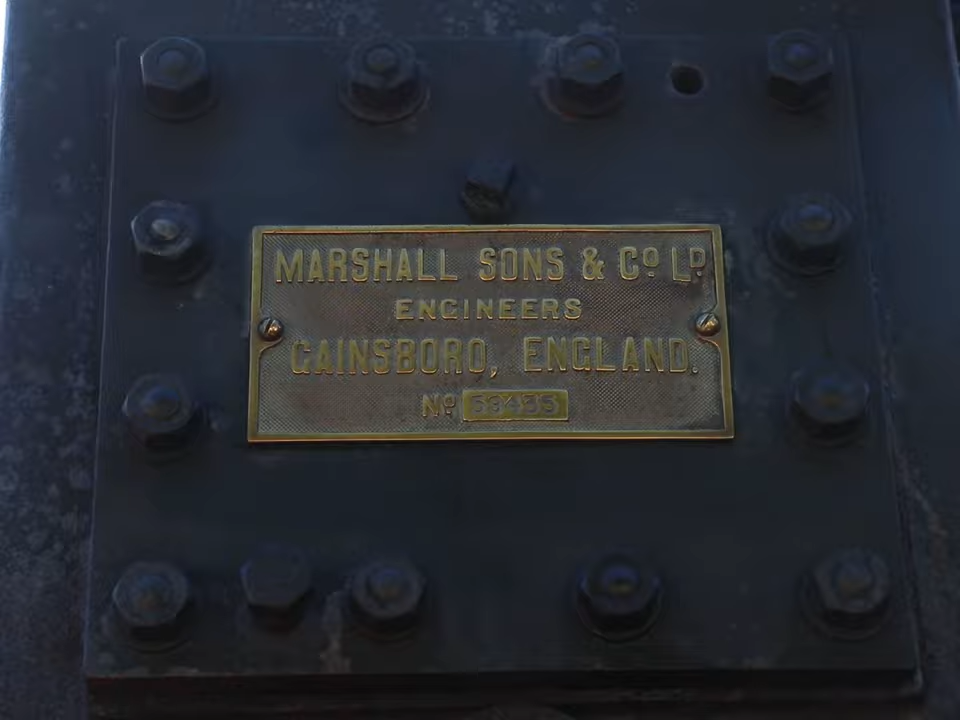 MARSHALL SONS & Co LD
ENGINEERS
GAINSBORO, ENGLAND.
No